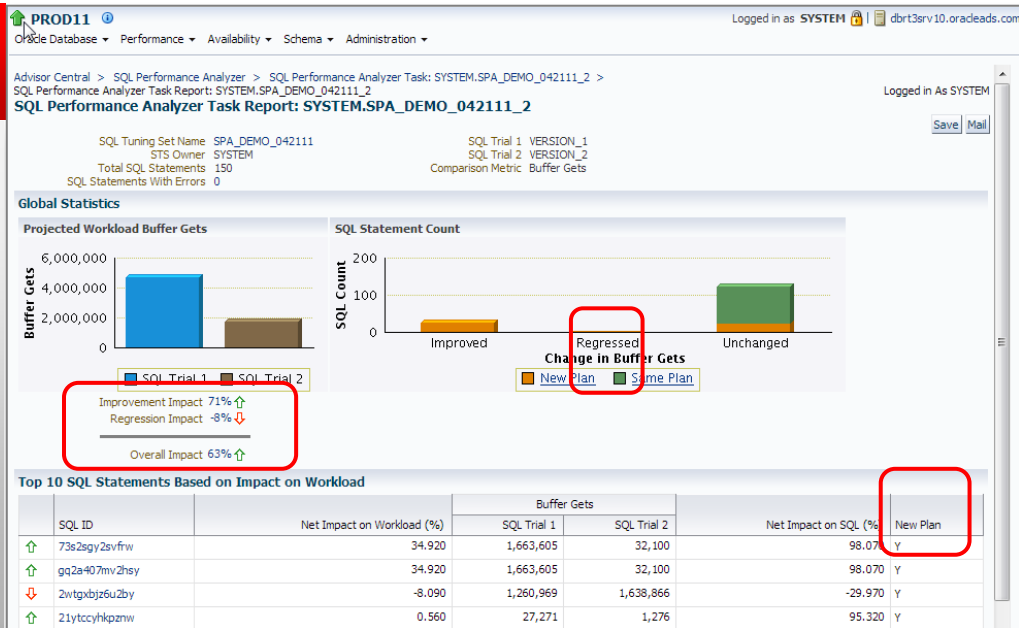 PROD11
Logged in as SYSTEM
dbrt3srv10.oracleads.com
Oracle Database Performance Availability Schema Administration
Advisor Central > SQL Performance Analyzer > SQL Performance Analyzer Task: SYSTEM.SPA_DEMO_042111_2 >
SQL Performance Analyzer Task Report: SYSTEM.SPA_DEMO_042111_2
Logged in As SYSTEM
SQL Performance Analyzer Task Report: SYSTEM.SPA_DEMO_042111_2
Save Mail
SQL Tuning Set Name SPA_DEMO_042111
STS Owner SYSTEM
Total SQL Statements 150
SQL Statements With Errors 0
SQL Trial 1 VERSION_1
SQL Trial 2 VERSION_2
Comparison Metric Buffer Gets
Global Statistics
Projected Workload Buffer Gets
Buffer Gets
6,000,000
4,000,000
2,000,000
0
SQL Trial 1 SQL Trial 2
Improvement Impact 71%
Regression Impact -8%
Overall Impact 63%
SQL Statement Count
SQL Count
200
100
0
Improved Regressed Unchanged
Change in Buffer Gets
New Plan Same Plan
Top 10 SQL Statements Based on Impact on Workload
Buffer Gets
SQL ID Net Impact on Workload (%) SQL Trial 1 SQL Trial 2 Net Impact on SQL (% New Plan
73s2sgy2svfrw 34.920 1,663,605 32,100 98.070 Y
gq2a407mv2hsy 34.920 1,663,605 32,100 98.070 Y
2wtgxbjz6u2by -8.090 1,260,969 1,638,866 -29.970 Y
21ytccyhkpznw 0.560 27,271 1,276 95.320 Y